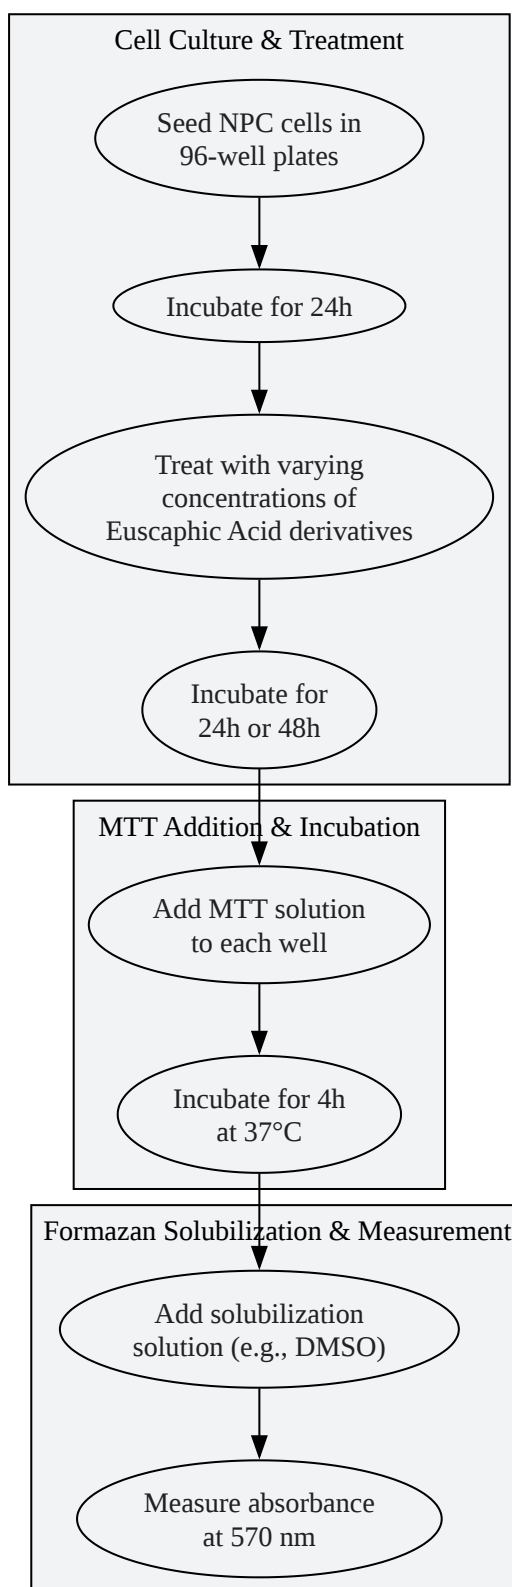 Cell Culture & Treatment
Seed NPC cells in
96-well plates
Incubate for 24h
Treat with varying
concentrations of
Euscaphic Acid derivatives
Incubate for
24h or 48h
MTT Addition & Incubation
Add MTT solution
to each well
Incubate for 4h
at 37°C
Formazan Solubilization & Measurement
Add solubilization
solution (e.g., DMSO)
Measure absorbance
at 570 nm